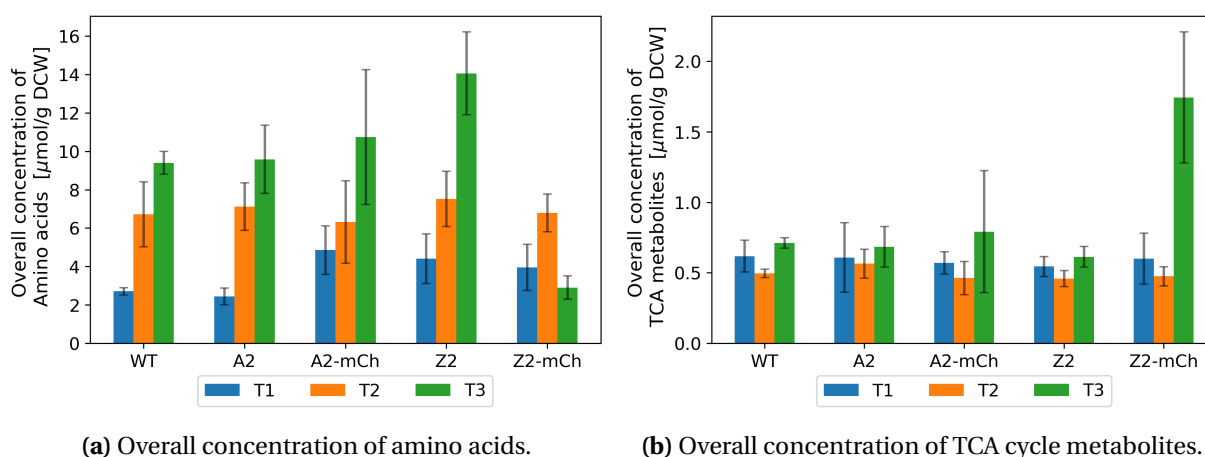 Overall concentration of
Amino acids [µmol/g DCW]
16
14
12
10
8
6
4
2
0
WT A2 A2-mCh Z2 Z2-mCh
T1 T2 T3
(a) Overall concentration of amino acids.
Overall concentration of
TCA metabolites [µmol/g DCW]
2.0
1.5
1.0
0.5
0.0
WT A2 A2-mCh Z2 Z2-mCh
T1 T2 T3
(b) Overall concentration of TCA cycle metabolites.